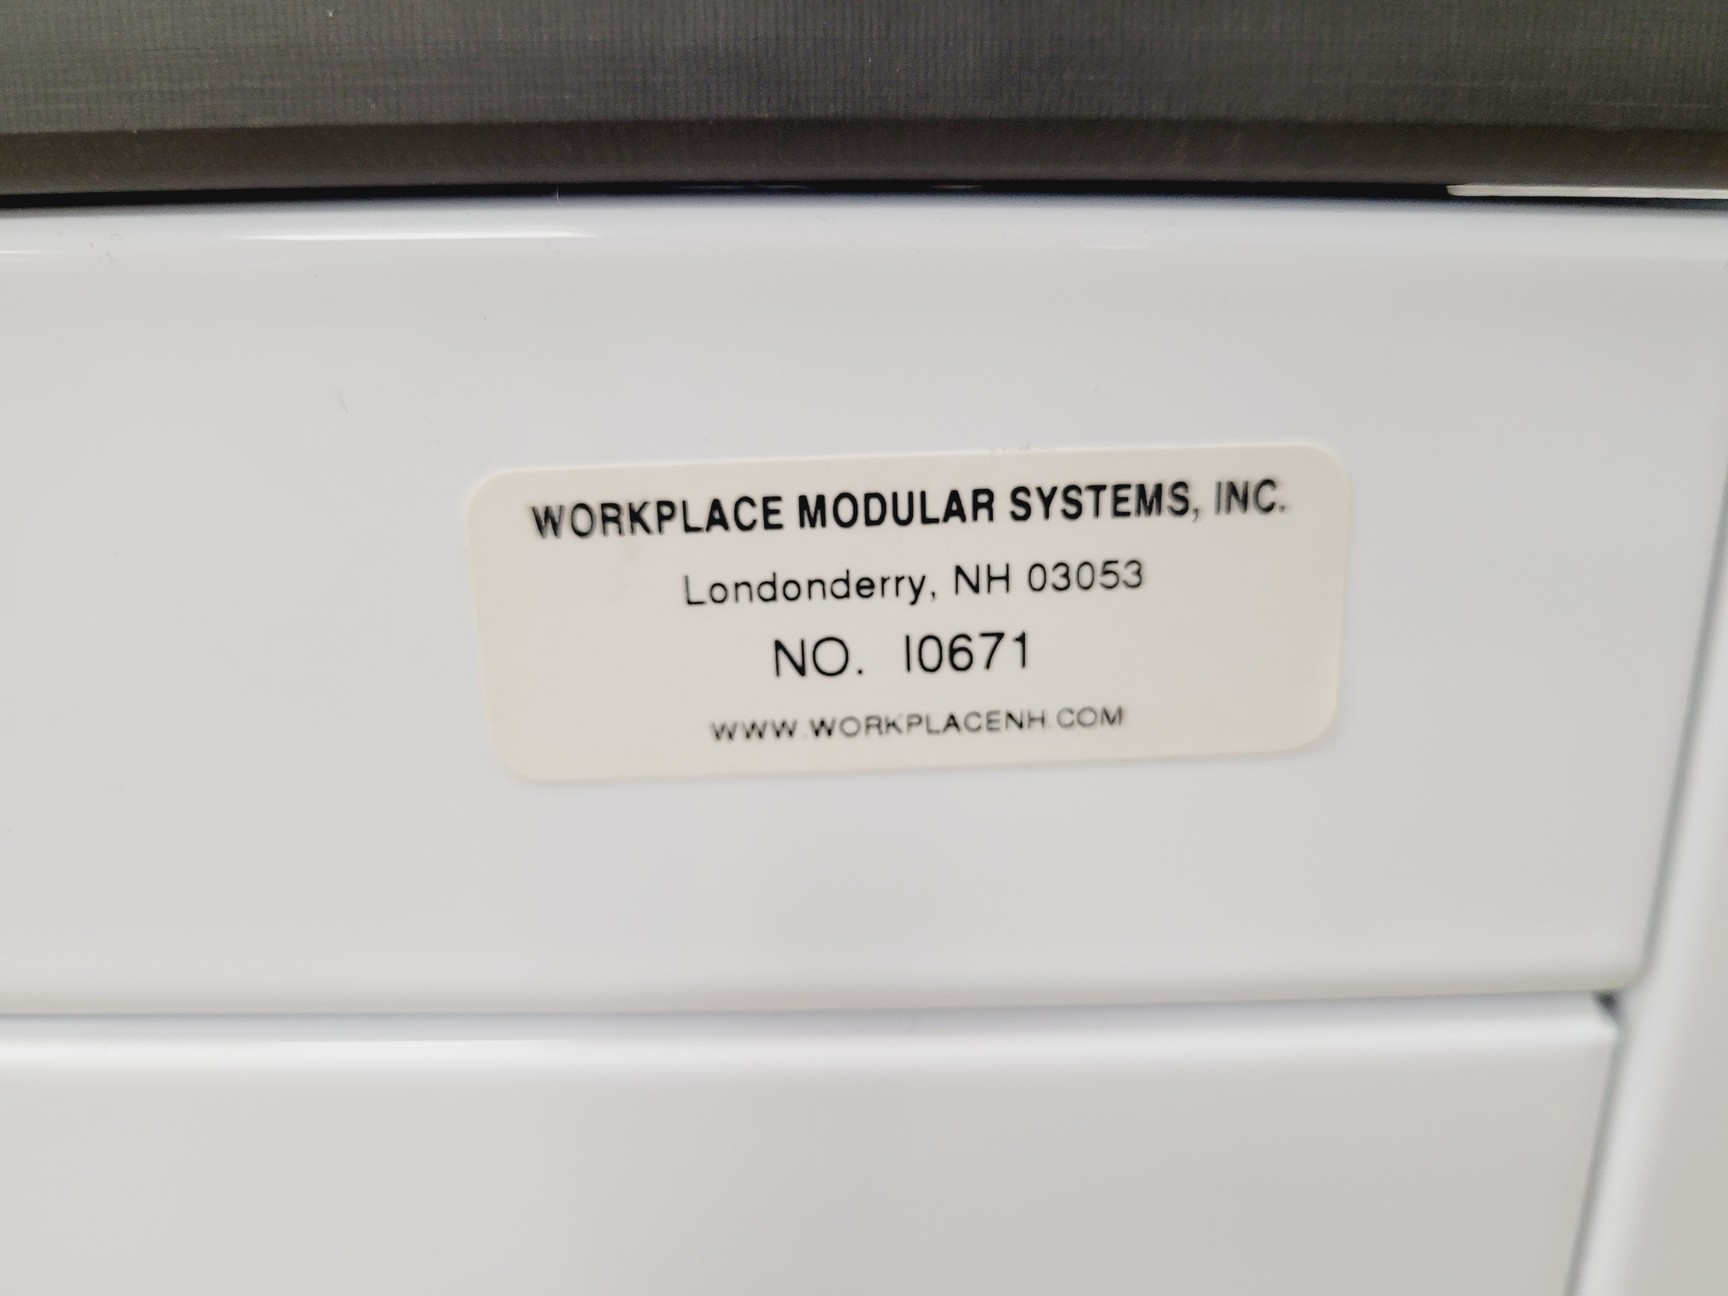 WORKPLACE MODULAR SYSTEMS, INC.
Londonderry, NH 03053
NO. I0671
WWW.WORKPLACENH.COM